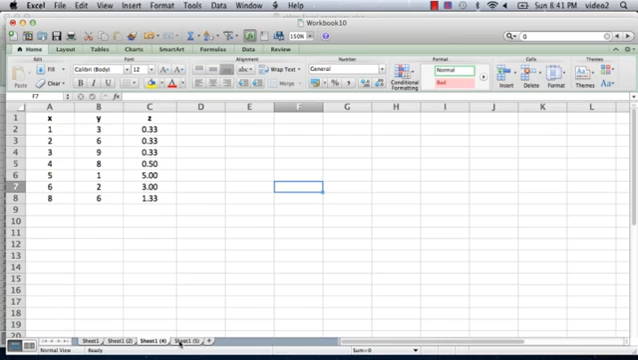 Excel File Edit View Insert Format Tools Data Window Help Sun 8:41 PM video2
Workbook10
150%
Home Layout Tables Charts SmartArt Formulas Data Review
Edit Font Alignment Number Format Cells Themes
Fill Calibri (Body) 12 Wrap Text General Normal
Paste Clear B I U Merge Conditional Formatting Bad Insert Delete Format Themes Aa
F7 fx
A B C D E F G H I J K L
1 x y z
2 1 3 0.33
3 2 6 0.33
4 3 9 0.33
5 4 8 0.50
6 5 1 5.00
7 6 2 3.00
8 8 6 1.33
9
10
11
12
13
14
15
16
17
18
19
20
Sheet1 Sheet1 (2) Sheet1 (4) Sheet1 (5) +
Normal View Ready Sum=0